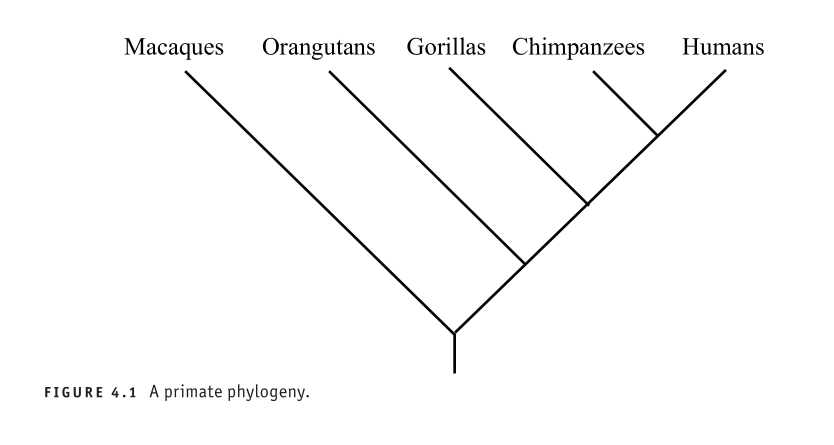 Macaques Orangutans Gorillas Chimpanzees Humans
FIGURE 4.1 A primate phylogeny.